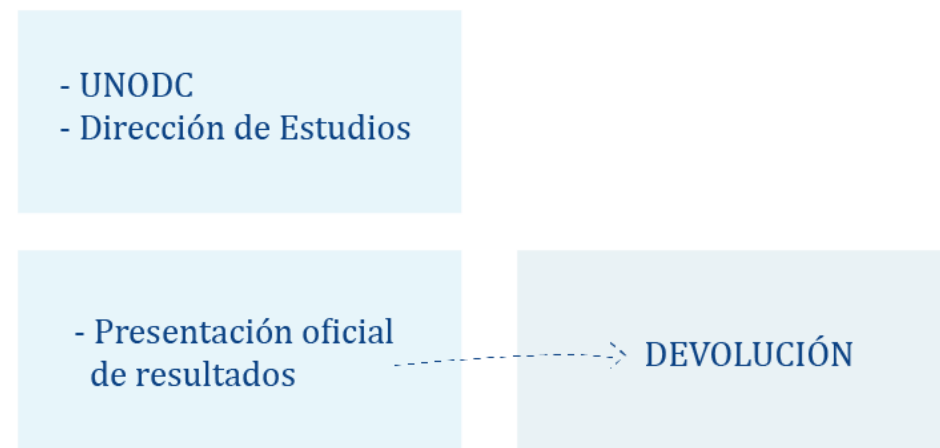 - UNODC
- Dirección de Estudios
- Presentación oficial
de resultados
DEVOLUCIÓN